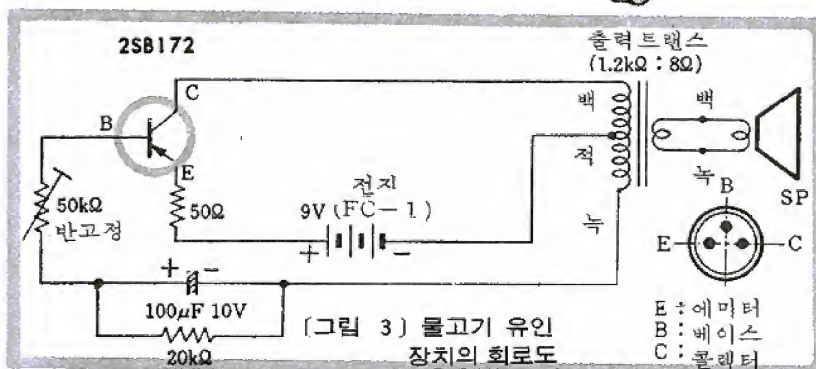 2SB172
출력트랜스
(1.2kΩ : 8Ω)
C
백
백
B
적
E
전지
50kΩ
반고정
50Ω
9V (FC-1)
+
-
녹
녹
SP
B
E
C
+ -
100μF 10V
20kΩ
[그림 3] 물고기 유인
장치의 회로도
E : 에미터
B : 베이스
C : 콜렉터